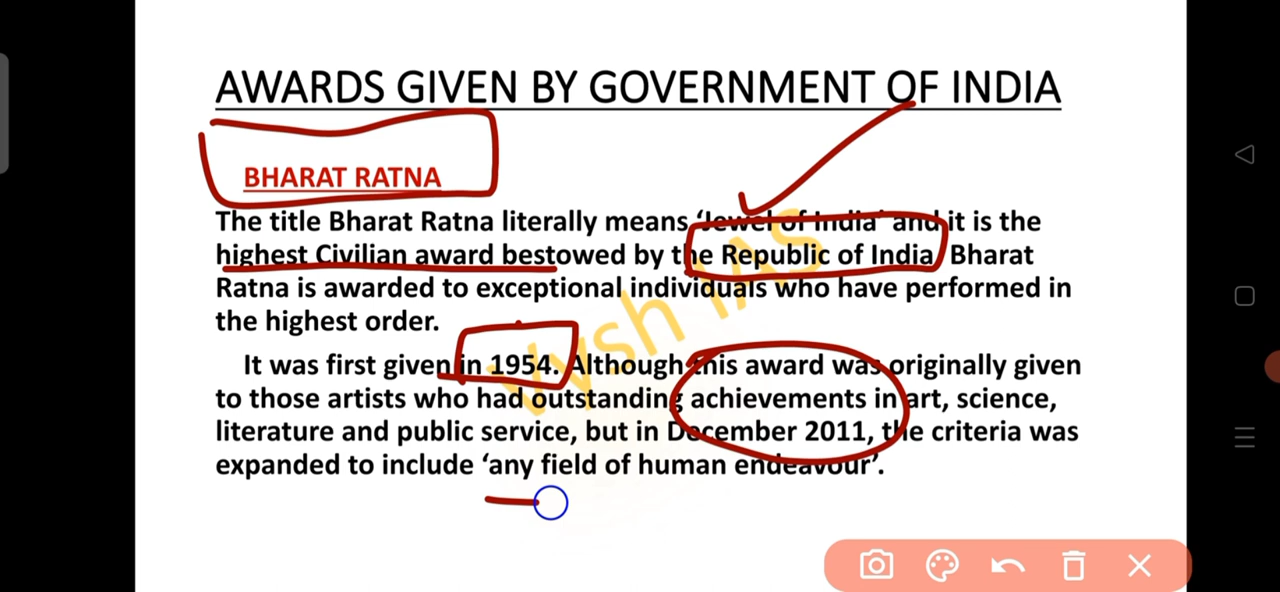 AWARDS GIVEN BY GOVERNMENT OF INDIA
BHARAT RATNA
The title Bharat Ratna literally means ‘Jewel of India’ and it is the
highest Civilian award bestowed by the Republic of India Bharat
Ratna is awarded to exceptional individuals who have performed in
the highest order.
It was first given in 1954. Although this award was originally given
to those artists who had outstanding achievements in art, science,
literature and public service, but in December 2011, the criteria was
expanded to include ‘any field of human endeavour’.
Vvsh IAS